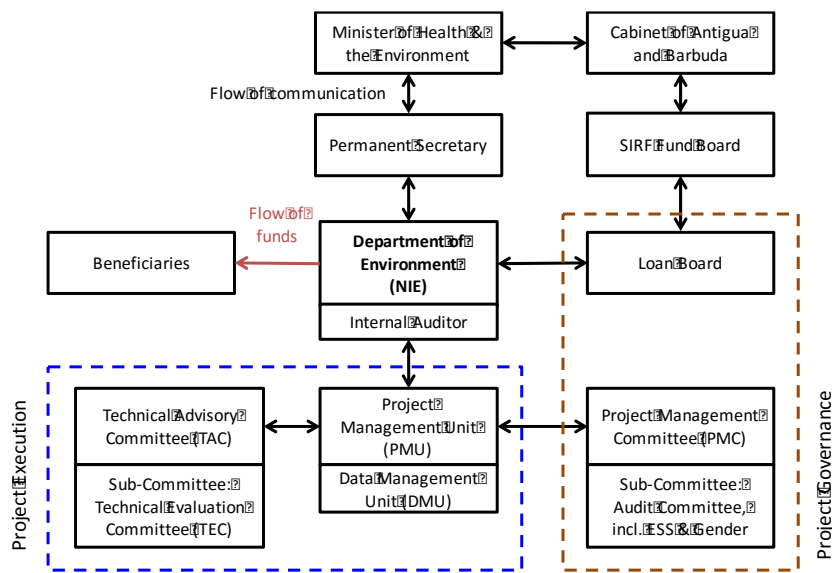 Minister of Health &
the Environment
Cabinet of Antigua
and Barbuda
Flow of communication
Permanent Secretary
SIRF Fund Board
Flow of
funds
Beneficiaries
Department of
Environment
(NIE)
Loan Board
Internal Auditor
Project Execution
Technical Advisory
Committee (TAC)
Project
Management Unit
(PMU)
Project Management
Committee (PMC)
Sub-Committee:
Technical Evaluation
Committee (TEC)
Data Management
Unit (DMU)
Sub-Committee:
Audit Committee,
incl. ESS & Gender
Project Governance